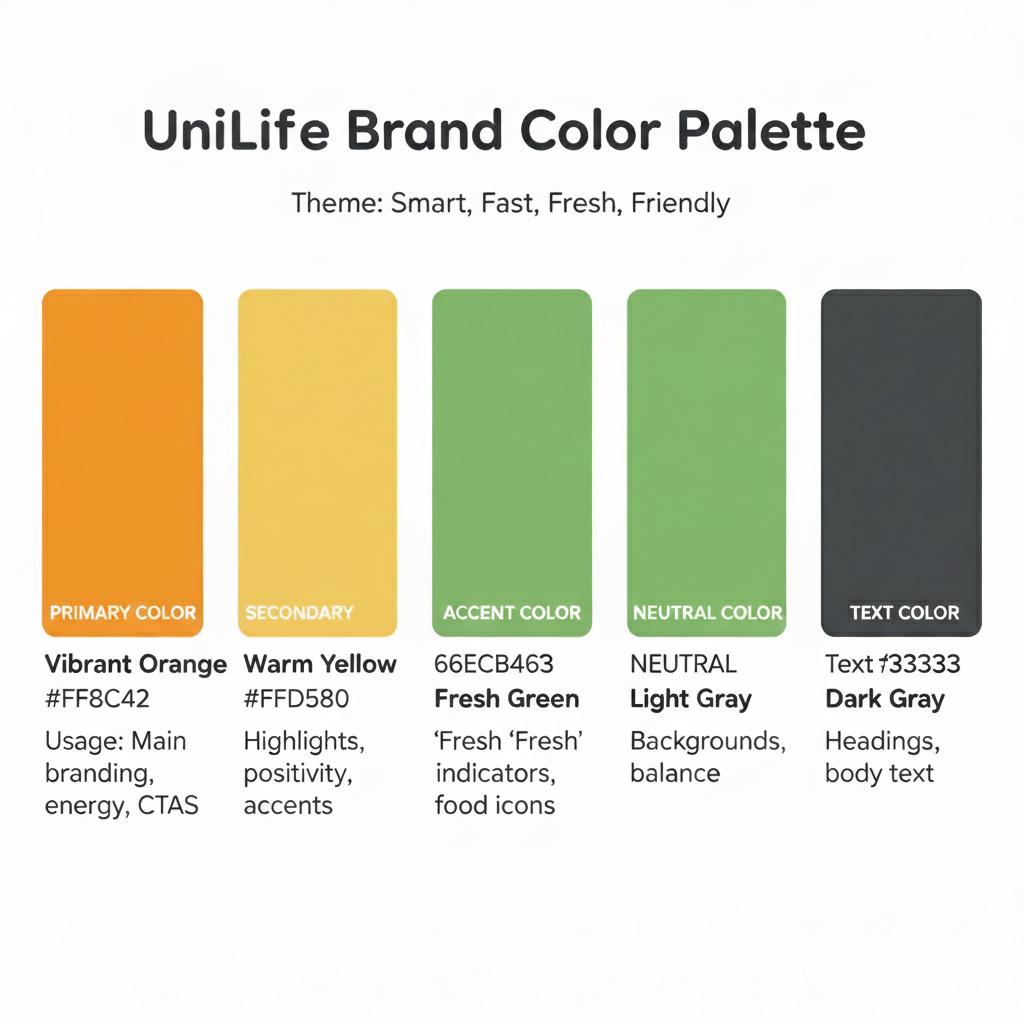 UniLife Brand Color Palette
Theme: Smart, Fast, Fresh, Friendly
PRIMARY COLOR
Vibrant Orange
#FF8C42
Usage: Main
branding,
energy, CTAS
SECONDARY
Warm Yellow
#FFD580
Highlights,
positivity,
accents
ACCENT COLOR
66ECB463
Fresh Green
‘Fresh ‘Fresh’
indicators,
food icons
NEUTRAL COLOR
NEUTRAL
Light Gray
Backgrounds,
balance
TEXT COLOR
Text
Dark Gray
Headings,
body text